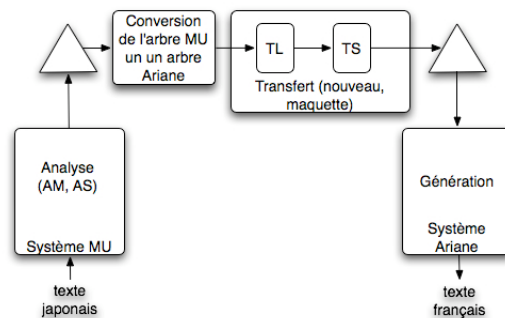 Conversion
de l'arbre MU
un un arbre
Ariane
TL
TS
Transfert (nouveau,
maquette)
Analyse
(AM, AS)
Système MU
Génération
Système
Ariane
texte
japonais
texte
français